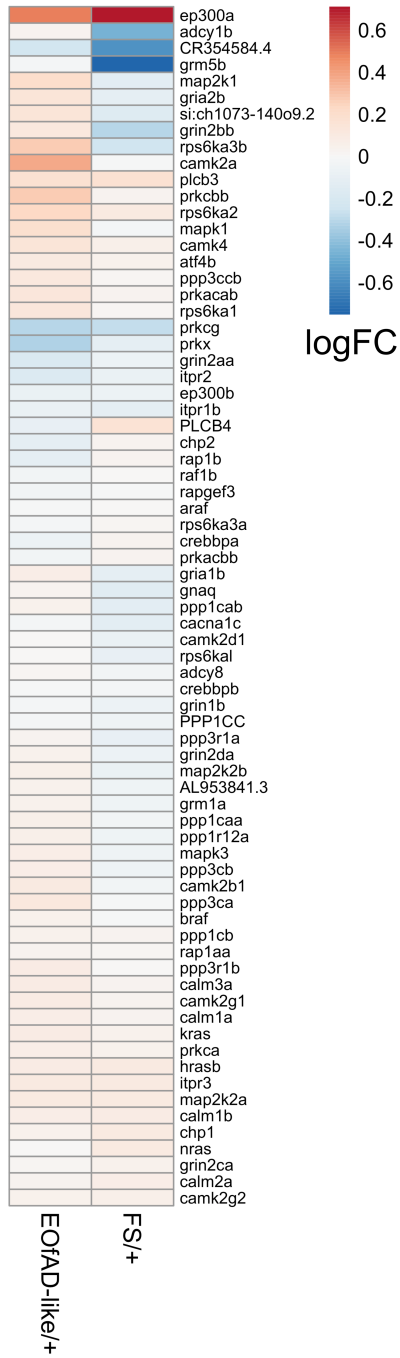 ep300a
adcy1b
CR354584.4
grm5b
map2k1
gria2b
si:ch1073-140o9.2
grin2bb
rps6ka3b
camk2a
plcb3
prkcbb
rps6ka2
mapk1
camk4
atf4b
ppp3ccb
prkacab
rps6ka1
prkcg
prkx
grin2aa
itpr2
ep300b
itpr1b
PLCB4
chp2
rap1b
raf1b
rapgef3
araf
rps6ka3a
crebbpa
prkacbb
gria1b
gnaq
ppp1cab
cacna1c
camk2d1
rps6kal
adcy8
crebbpb
grin1b
PPP1CC
ppp3r1a
grin2da
map2k2b
AL953841.3
grm1a
ppp1caa
ppp1r12a
mapk3
ppp3cb
camk2b1
ppp3ca
braf
ppp1cb
rap1aa
ppp3r1b
calm3a
camk2g1
calm1a
kras
prkca
hrasb
itpr3
map2k2a
calm1b
chp1
nras
grin2ca
calm2a
camk2g2
EOfAD-like/+
FS/+
0.6
0.4
0.2
0
-0.2
-0.4
-0.6
logFC